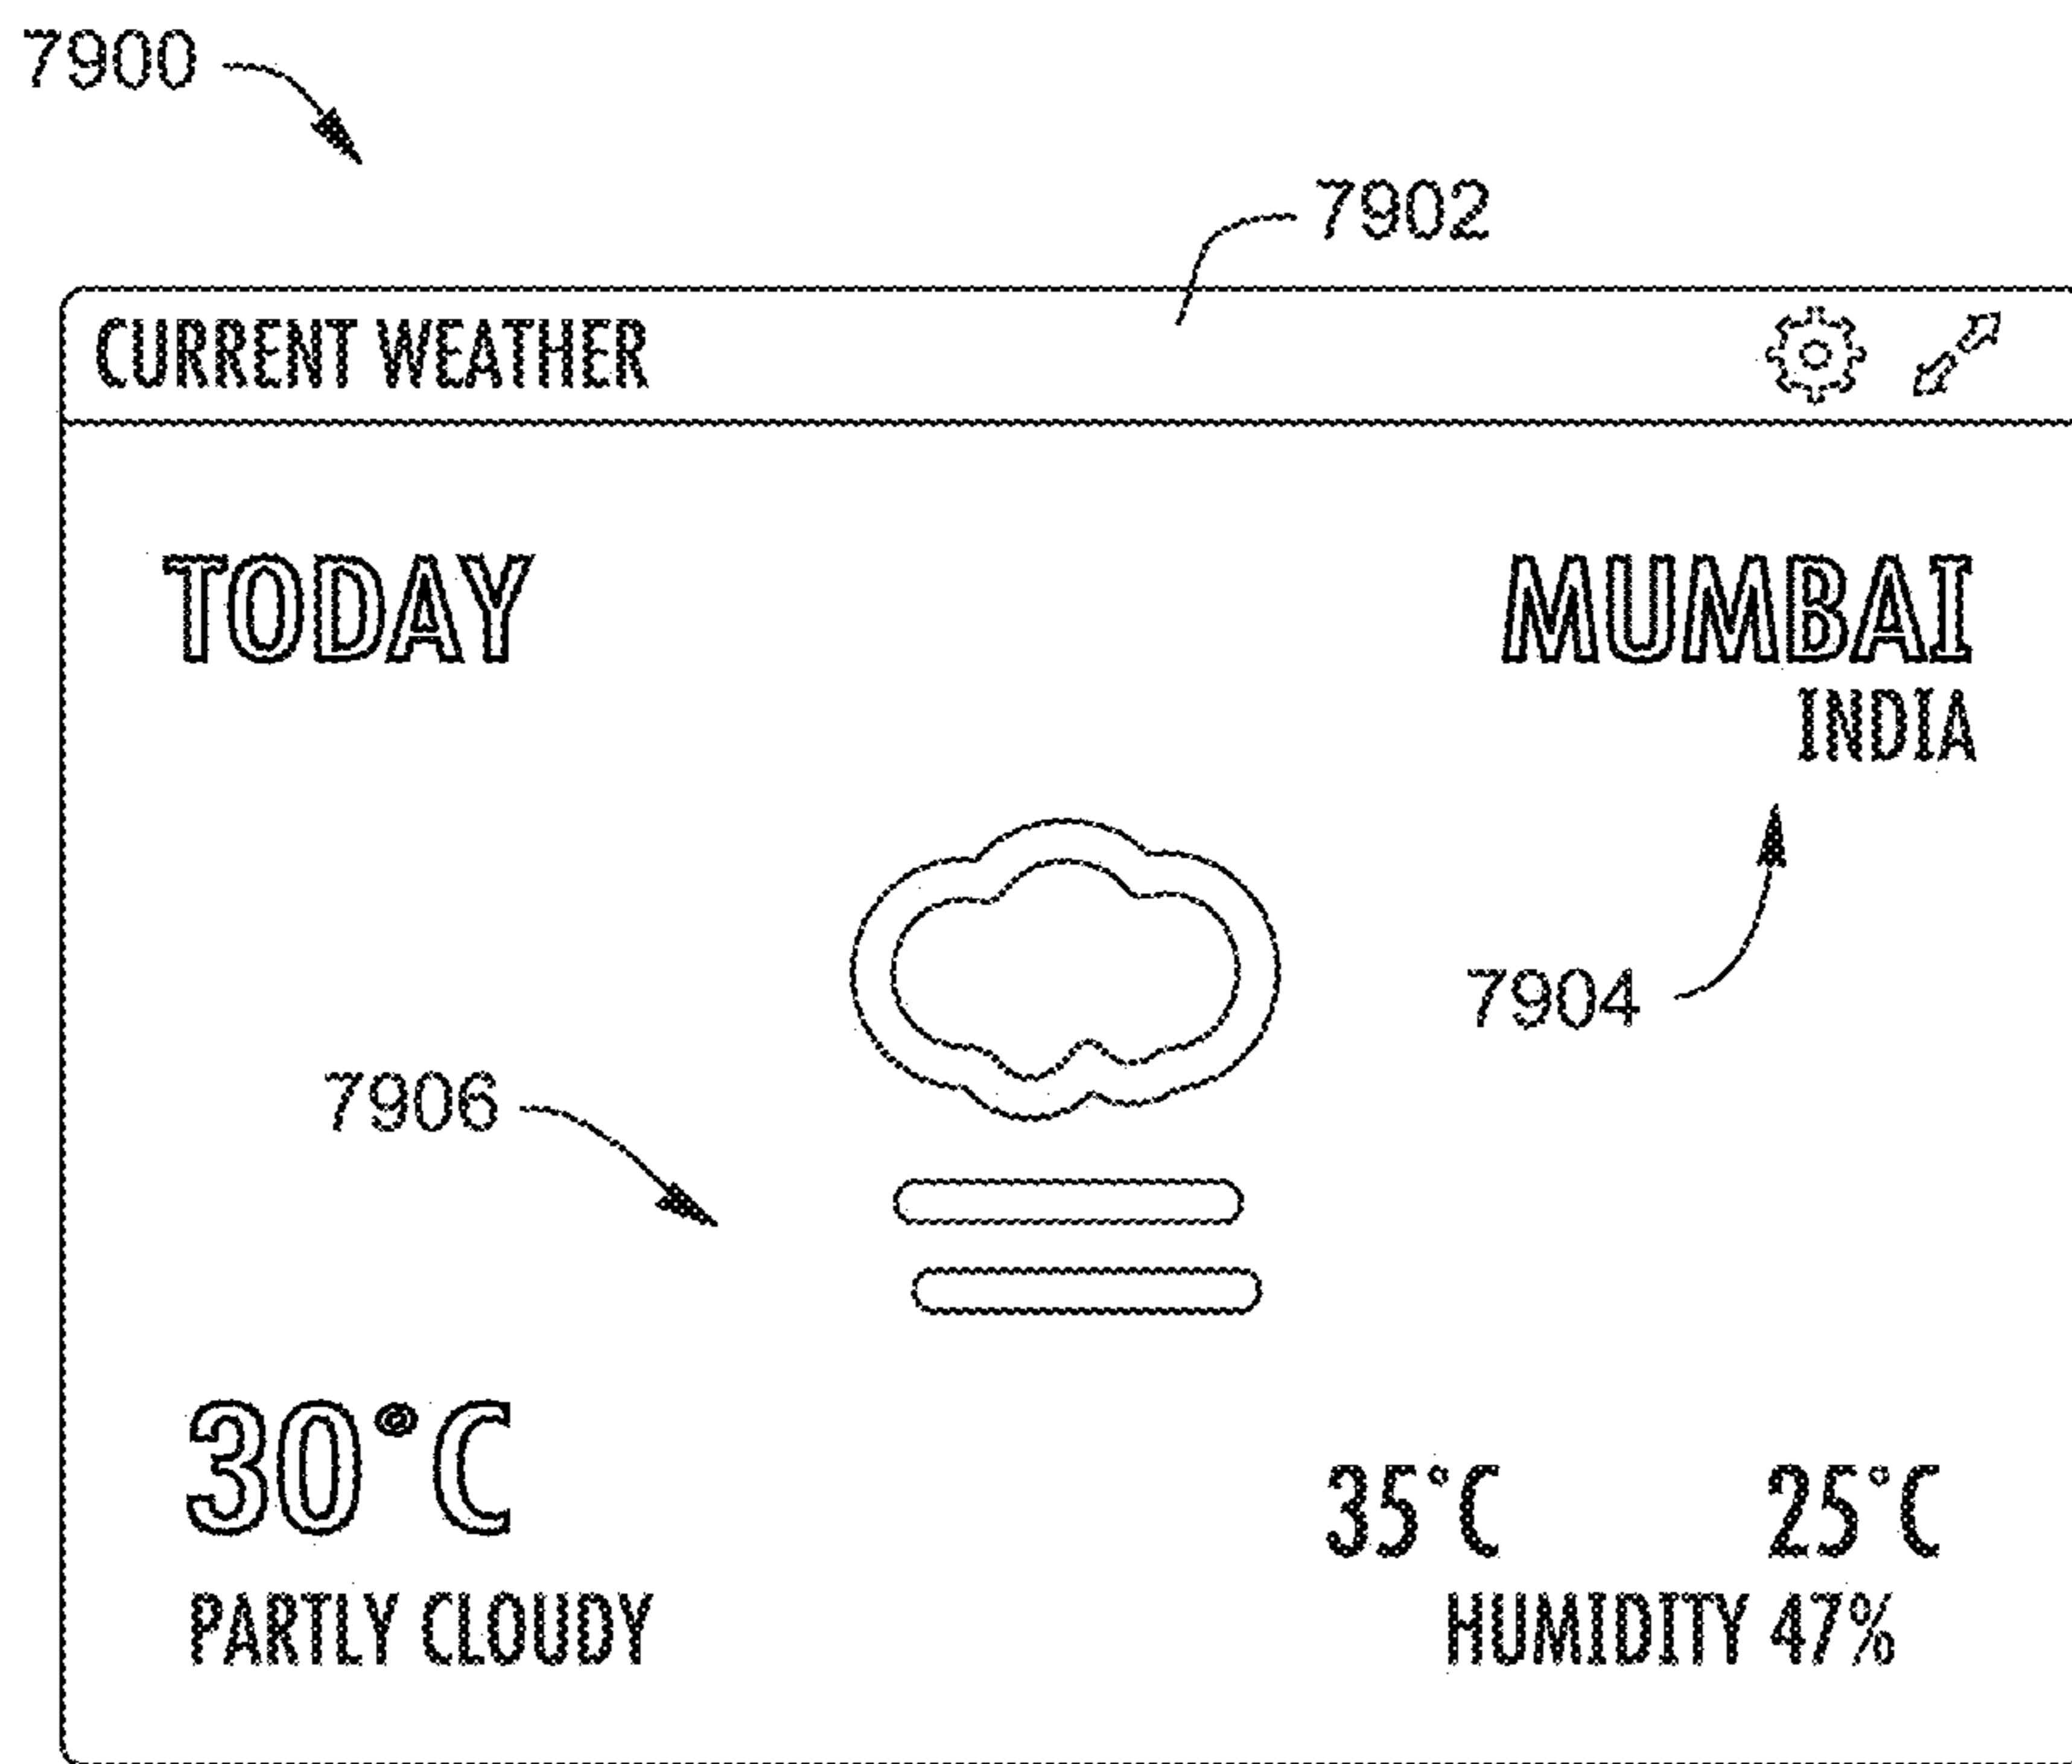 7900
7902
CURRENT WEATHER
TODAY
MUMBAI
INDIA
7904
7906
30°C
35°C 25°C
PARTLY CLOUDY
HUMIDITY 47%